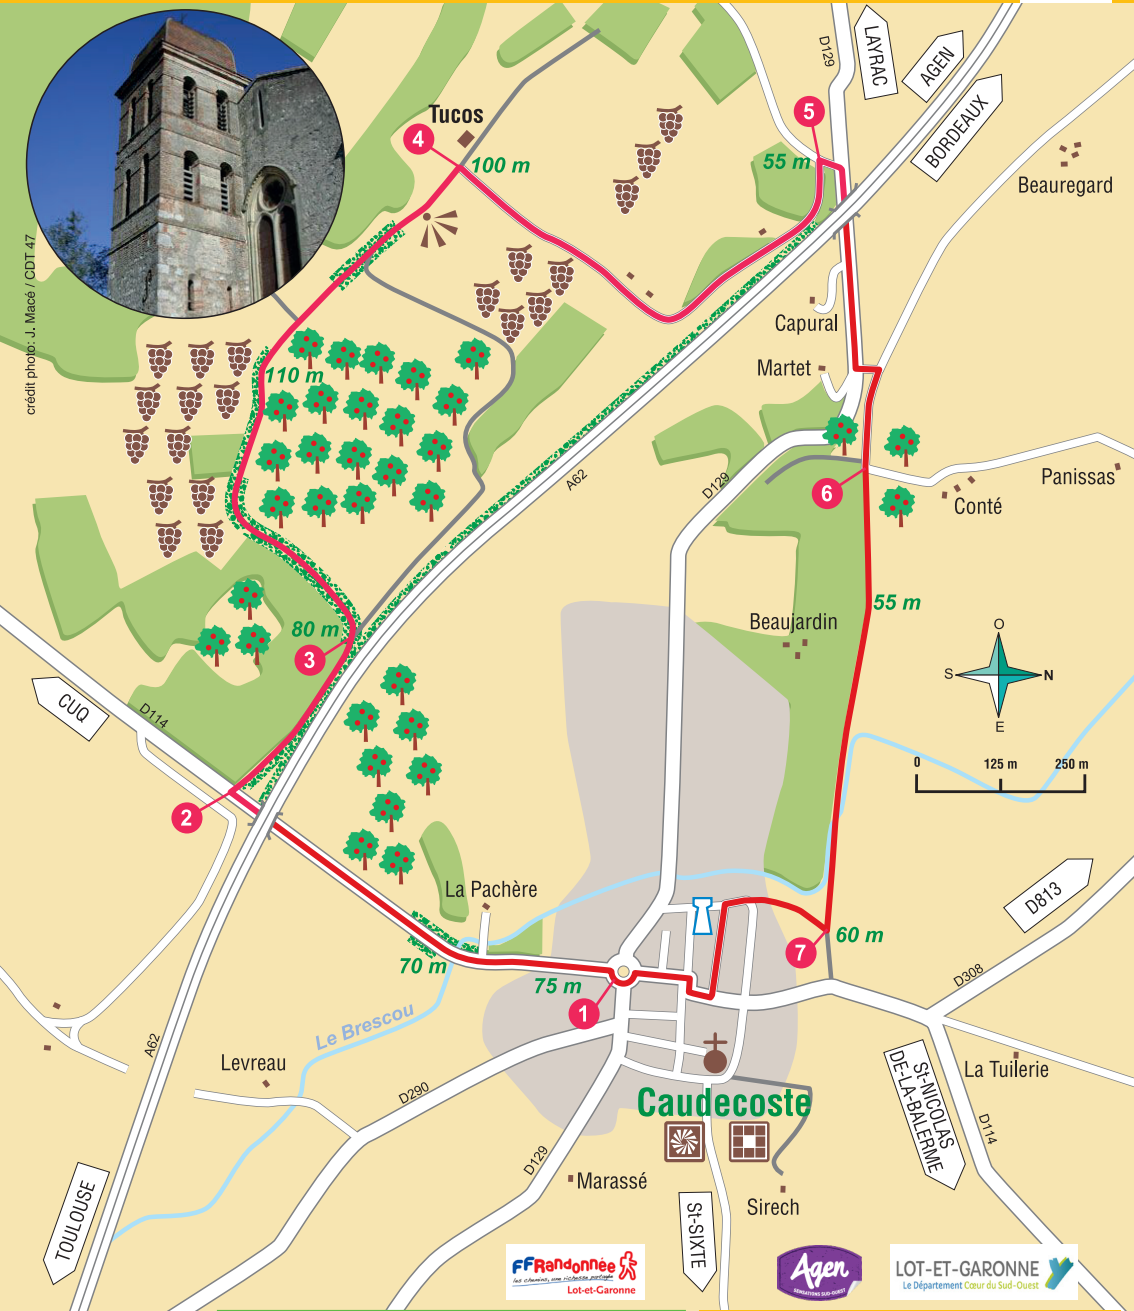 crédit photo: J. Macé / CDT 47
D129
LAYRAC
AGEN
BORDEAUX
Tucos
4
100 m
5
55 m
Beauregard
Capural
Martet
110 m
A62
D129
6
Panissas
Conté
55 m
Beaujardin
80 m
3
CUQ
D114
2
O
S
N
E
0
125 m
250 m
La Pachère
D813
70 m
75 m
1
7
60 m
D308
Le Brescou
A62
Levreau
D290
La Tuilerie
St-NICOLAS
DE-LA-BALERME
D114
Caudecoste
D129
Marassé
Sirech
TOULOUSE
St-SIXTE
FFRandonnée
les chemins, une richesse partagée
Lot-et-Garonne
Agen
SENSATIONS SUD-OUEST
LOT-ET-GARONNE
Le Département Cœur du Sud-Ouest